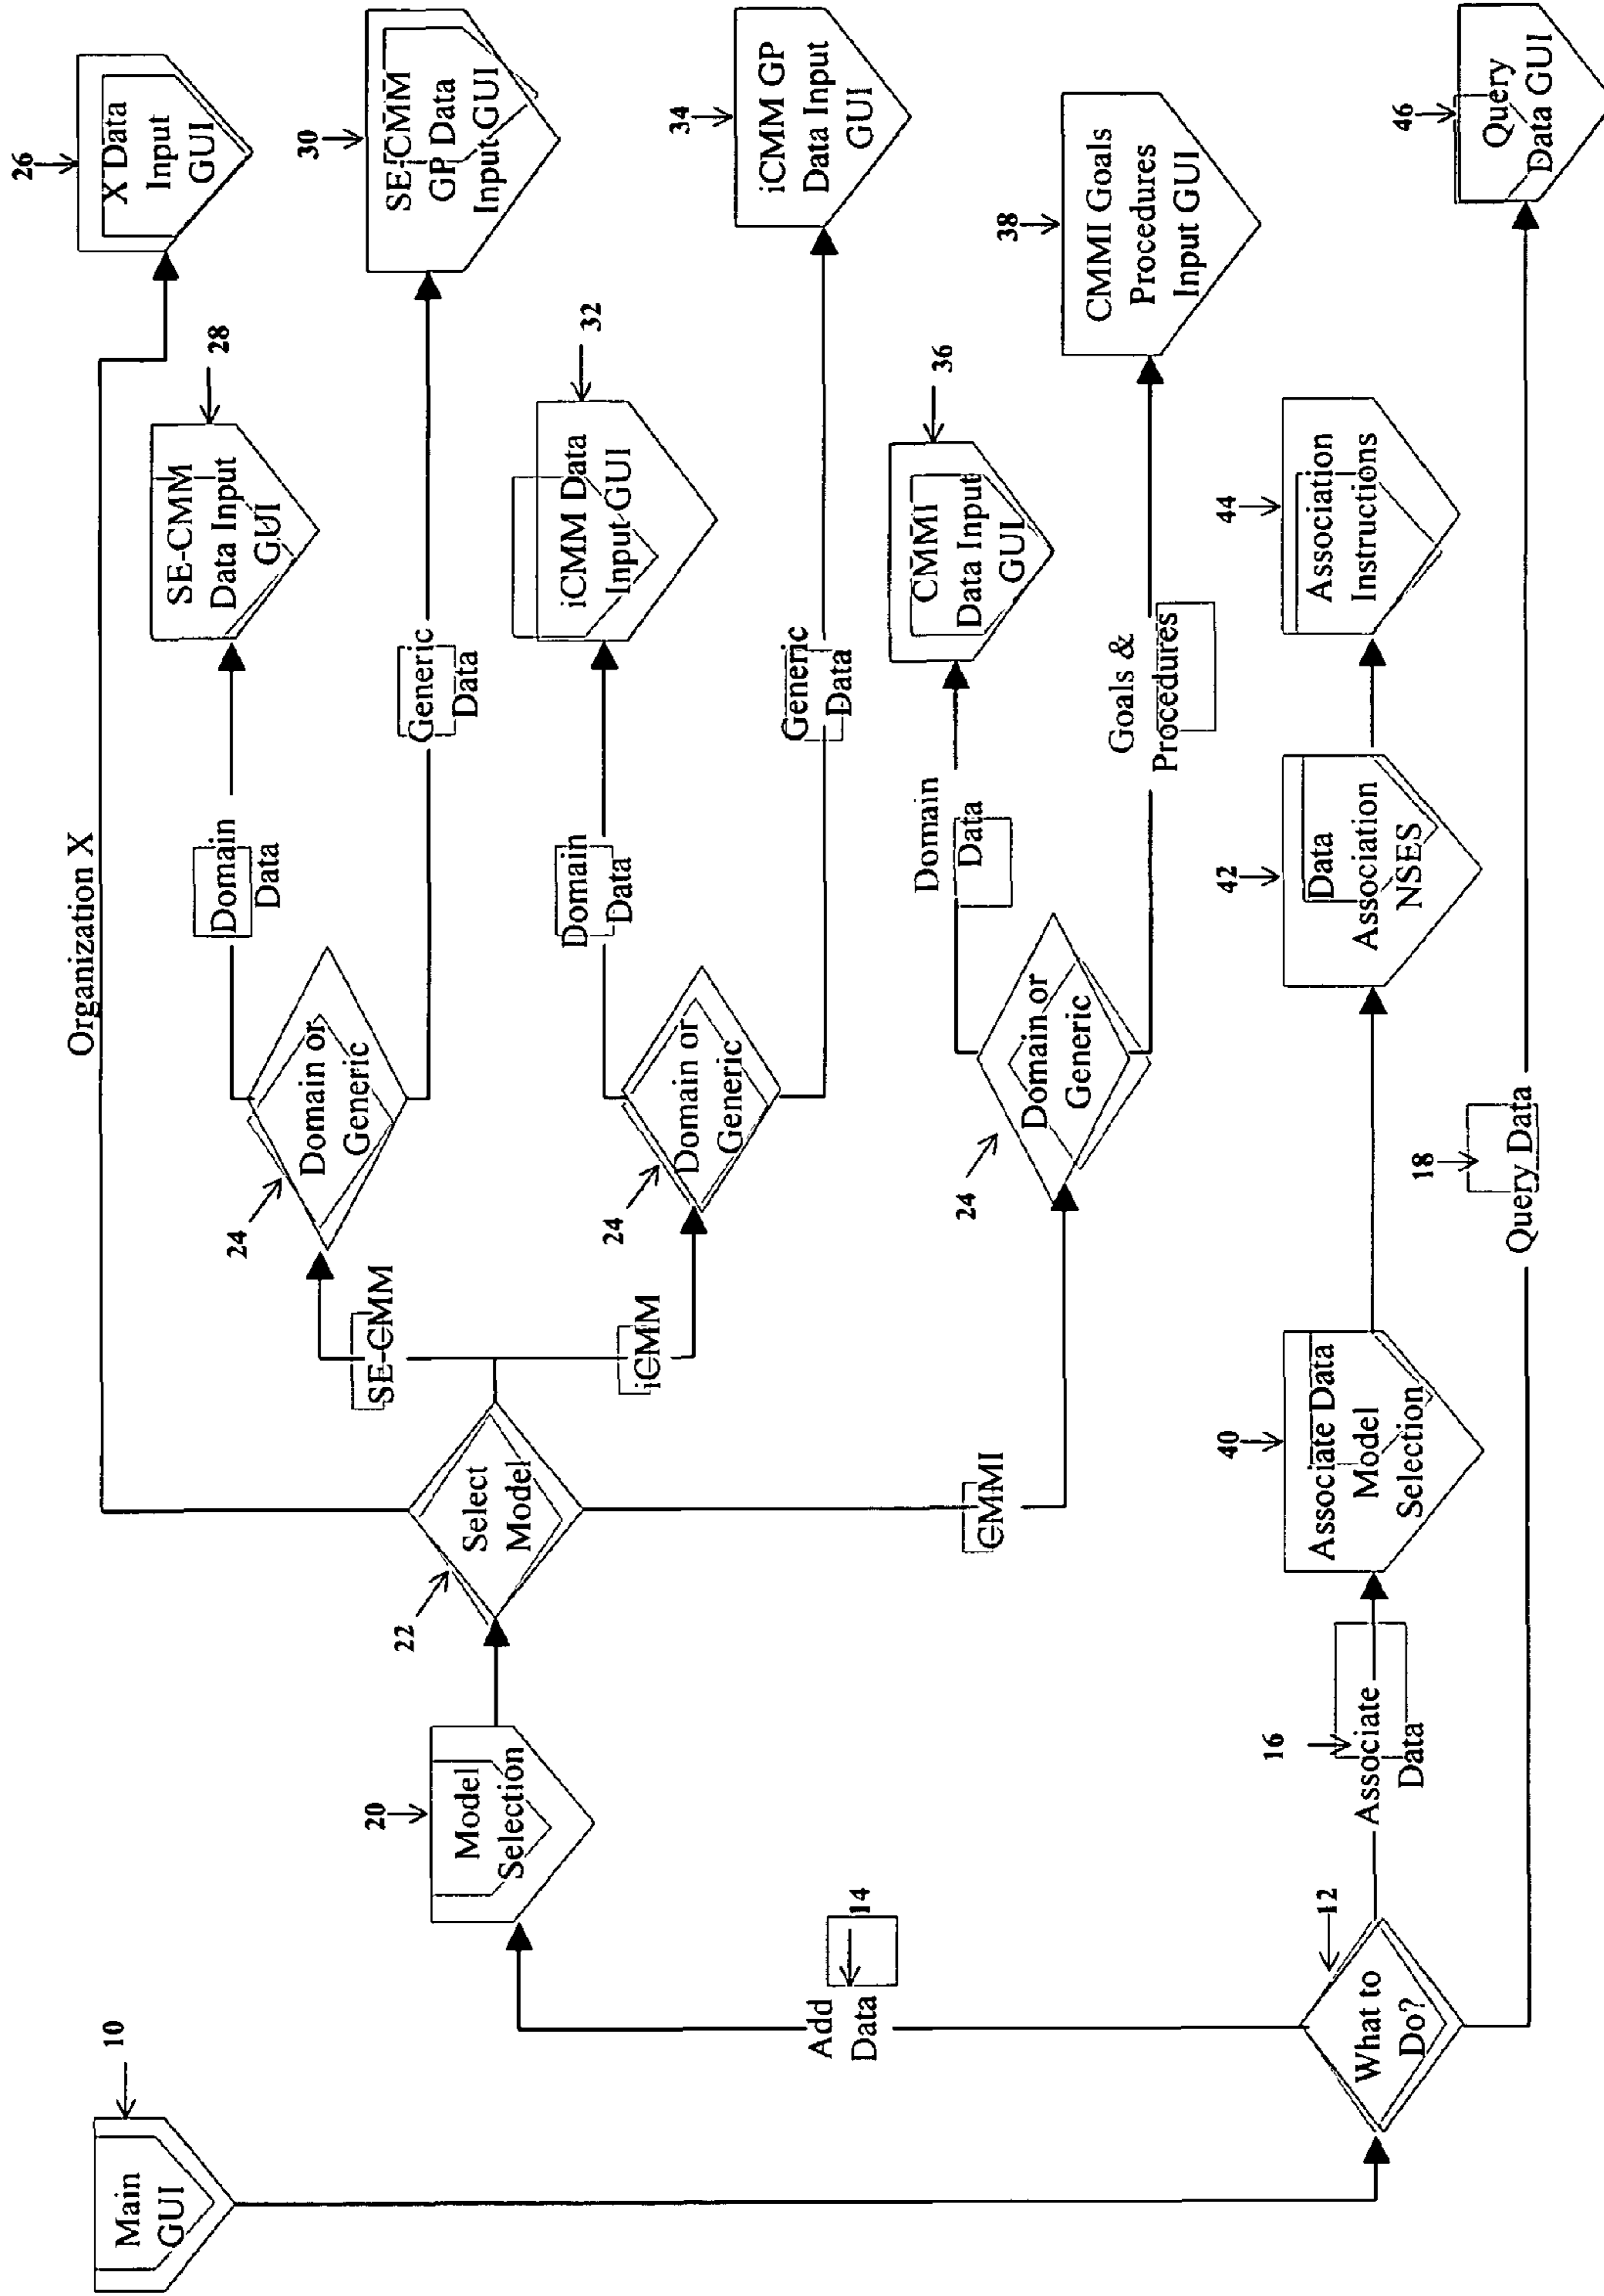 10
Main
GUI
12
What to
Do?
Add
Data
14
16
Associate
Data
18
Query Data
20
Model
Selection
22
Select
Model
Organization X
SE-CMM
iCMM
CMMI
24
Domain or
Generic
24
Domain or
Generic
24
Domain or
Generic
Domain
Data
Generic
Data
Domain
Data
Generic
Data
Domain
Data
Goals &
Procedures
26
X Data
Input
GUI
28
SE-CMM
Data Input
GUI
30
SE-CMM
GP Data
Input GUI
32
iCMM Data
Input GUI
34
iCMM GP
Data Input
GUI
36
CMMI
Data Input
GUI
38
CMMI Goals
Procedures
Input GUI
40
Associate Data
Model
Selection
42
Data
Association
NSES
44
Association
Instructions
46
Query
Data GUI